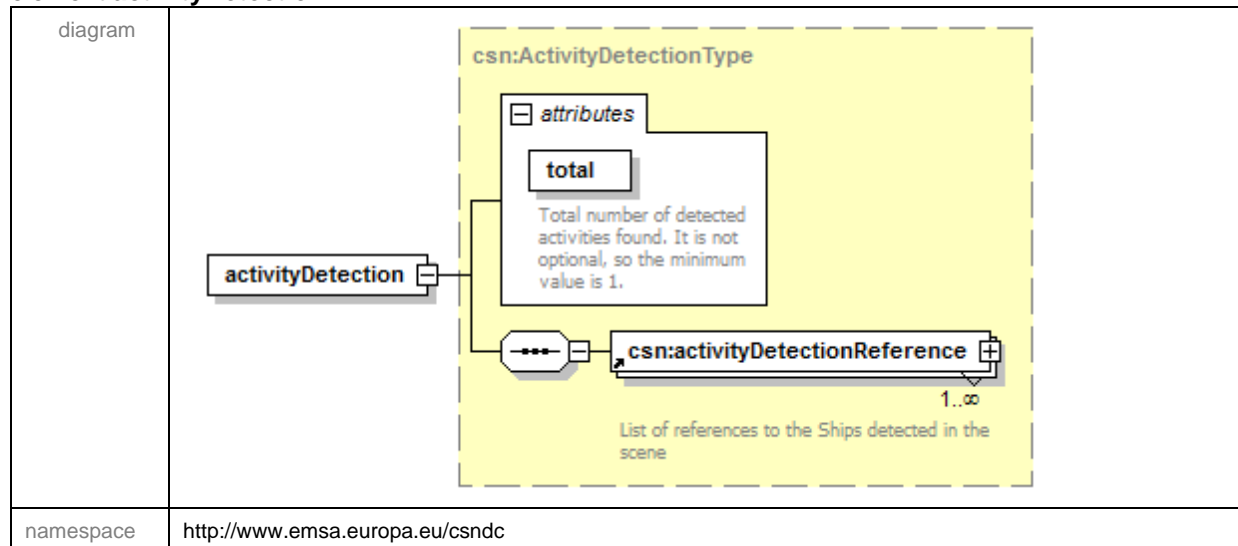 diagram
csn:ActivityDetectionType
attributes
total
Total number of detected
activities found. It is not
optional, so the minimum
value is 1.
activityDetection
csn:activityDetectionReference
1..∞
List of references to the Ships detected in the
scene
namespace
http://www.emsa.europa.eu/csndc